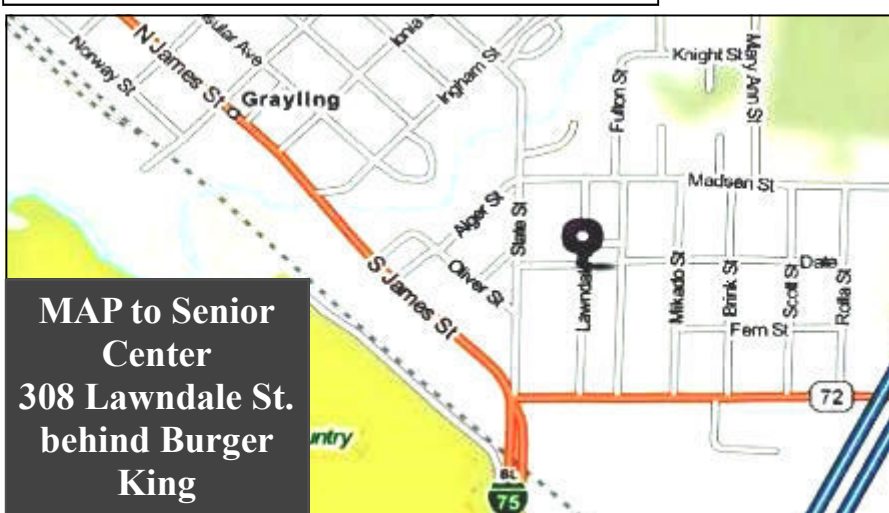 Norway St
N James St
sular Ave
Ionia S
Ingham St
Grayling
Knight St
Mary Ann St
Fulton St
Madsen St
Alger St
State St
Oliver St
S James St
Lawndale
Mikado St
Brink St
Scott St
Dale
Rolla St
Fern St
72
MAP to Senior
Center
308 Lawndale St.
behind Burger
King
untry
BL
75